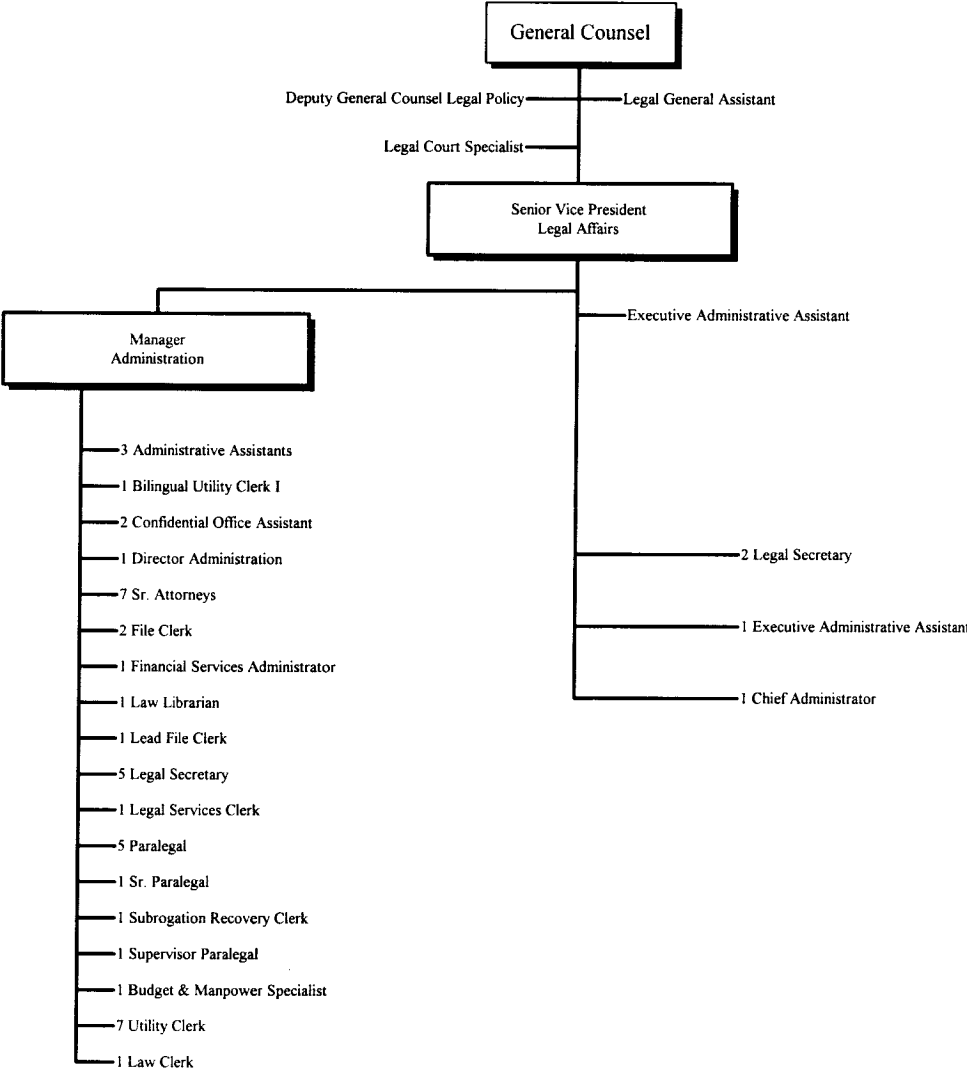 General Counsel
Deputy General Counsel Legal Policy
Legal General Assistant
Legal Court Specialist
Senior Vice President
Legal Affairs
Executive Administrative Assistant
Manager
Administration
3 Administrative Assistants
1 Bilingual Utility Clerk I
2 Confidential Office Assistant
1 Director Administration
7 Sr. Attorneys
2 File Clerk
1 Financial Services Administrator
1 Law Librarian
1 Lead File Clerk
5 Legal Secretary
1 Legal Services Clerk
5 Paralegal
1 Sr. Paralegal
1 Subrogation Recovery Clerk
1 Supervisor Paralegal
1 Budget & Manpower Specialist
7 Utility Clerk
1 Law Clerk
2 Legal Secretary
1 Executive Administrative Assistant
1 Chief Administrator